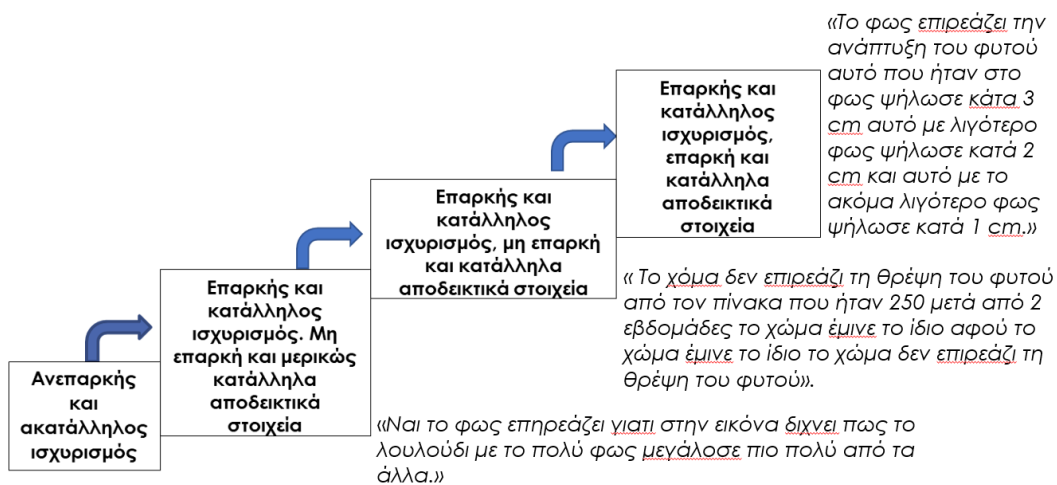 Ανεπαρκής
και
ακατάλληλος
ισχυρισμός
Επαρκής και
κατάλληλος
ισχυρισμός. Μη
επαρκή και μερικώς
κατάλληλα
αποδεικτικά
στοιχεία
«Ναι το φως επηρεάζει γιατι στην εικόνα διχνει πως το
λουλούδι με το πολύ φως μεγάλοσε πιο πολύ από τα
άλλα.»
Επαρκής και
κατάλληλος
ισχυρισμός, μη επαρκή
και κατάλληλα
αποδεικτικά στοιχεία
« Το χόμα δεν επιρεάζι τη θρέψη του φυτού
από τον πίνακα που ήταν 250 μετά από 2
εβδομάδες το χώμα έμινε το ίδιο αφού το
χώμα έμινε το ίδιο το χώμα δεν επιρεάζι τη
θρέψη του φυτού».
Επαρκής και
κατάλληλος
ισχυρισμός,
επαρκή και
κατάλληλα
αποδεικτικά
στοιχεία
«Το φως επιρεάζει την
ανάπτυξη του φυτού
αυτό που ήταν στο
φως ψήλωσε κάτα 3
cm αυτό με λιγότερο
φως ψήλωσε κατά 2
cm και αυτό με το
ακόμα λιγότερο φως
ψήλωσε κατά 1 cm.»